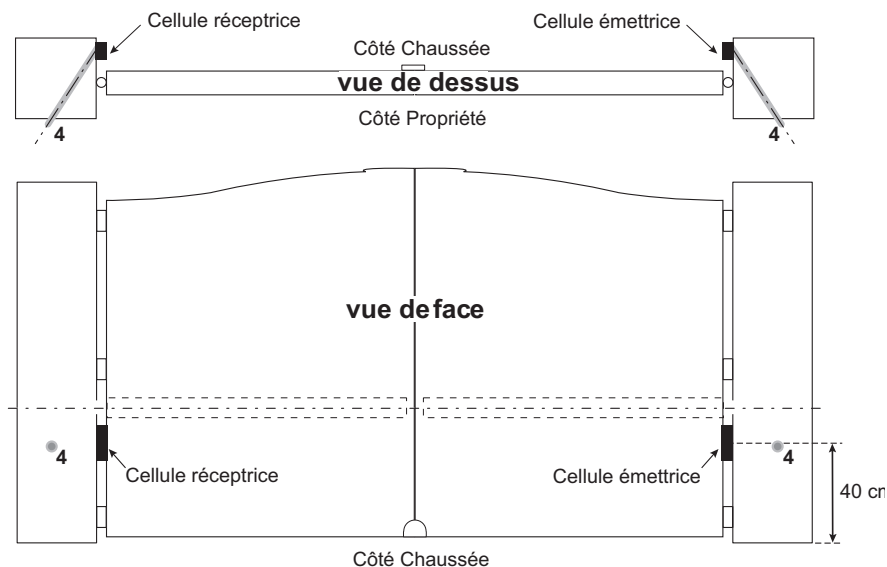 Cellule réceptrice
Cellule émettrice
Côté Chaussée
vue de dessus
Côté Propriété
4
4
vue de face
4
4
Cellule réceptrice
Cellule émettrice
40 cm
Côté Chaussée